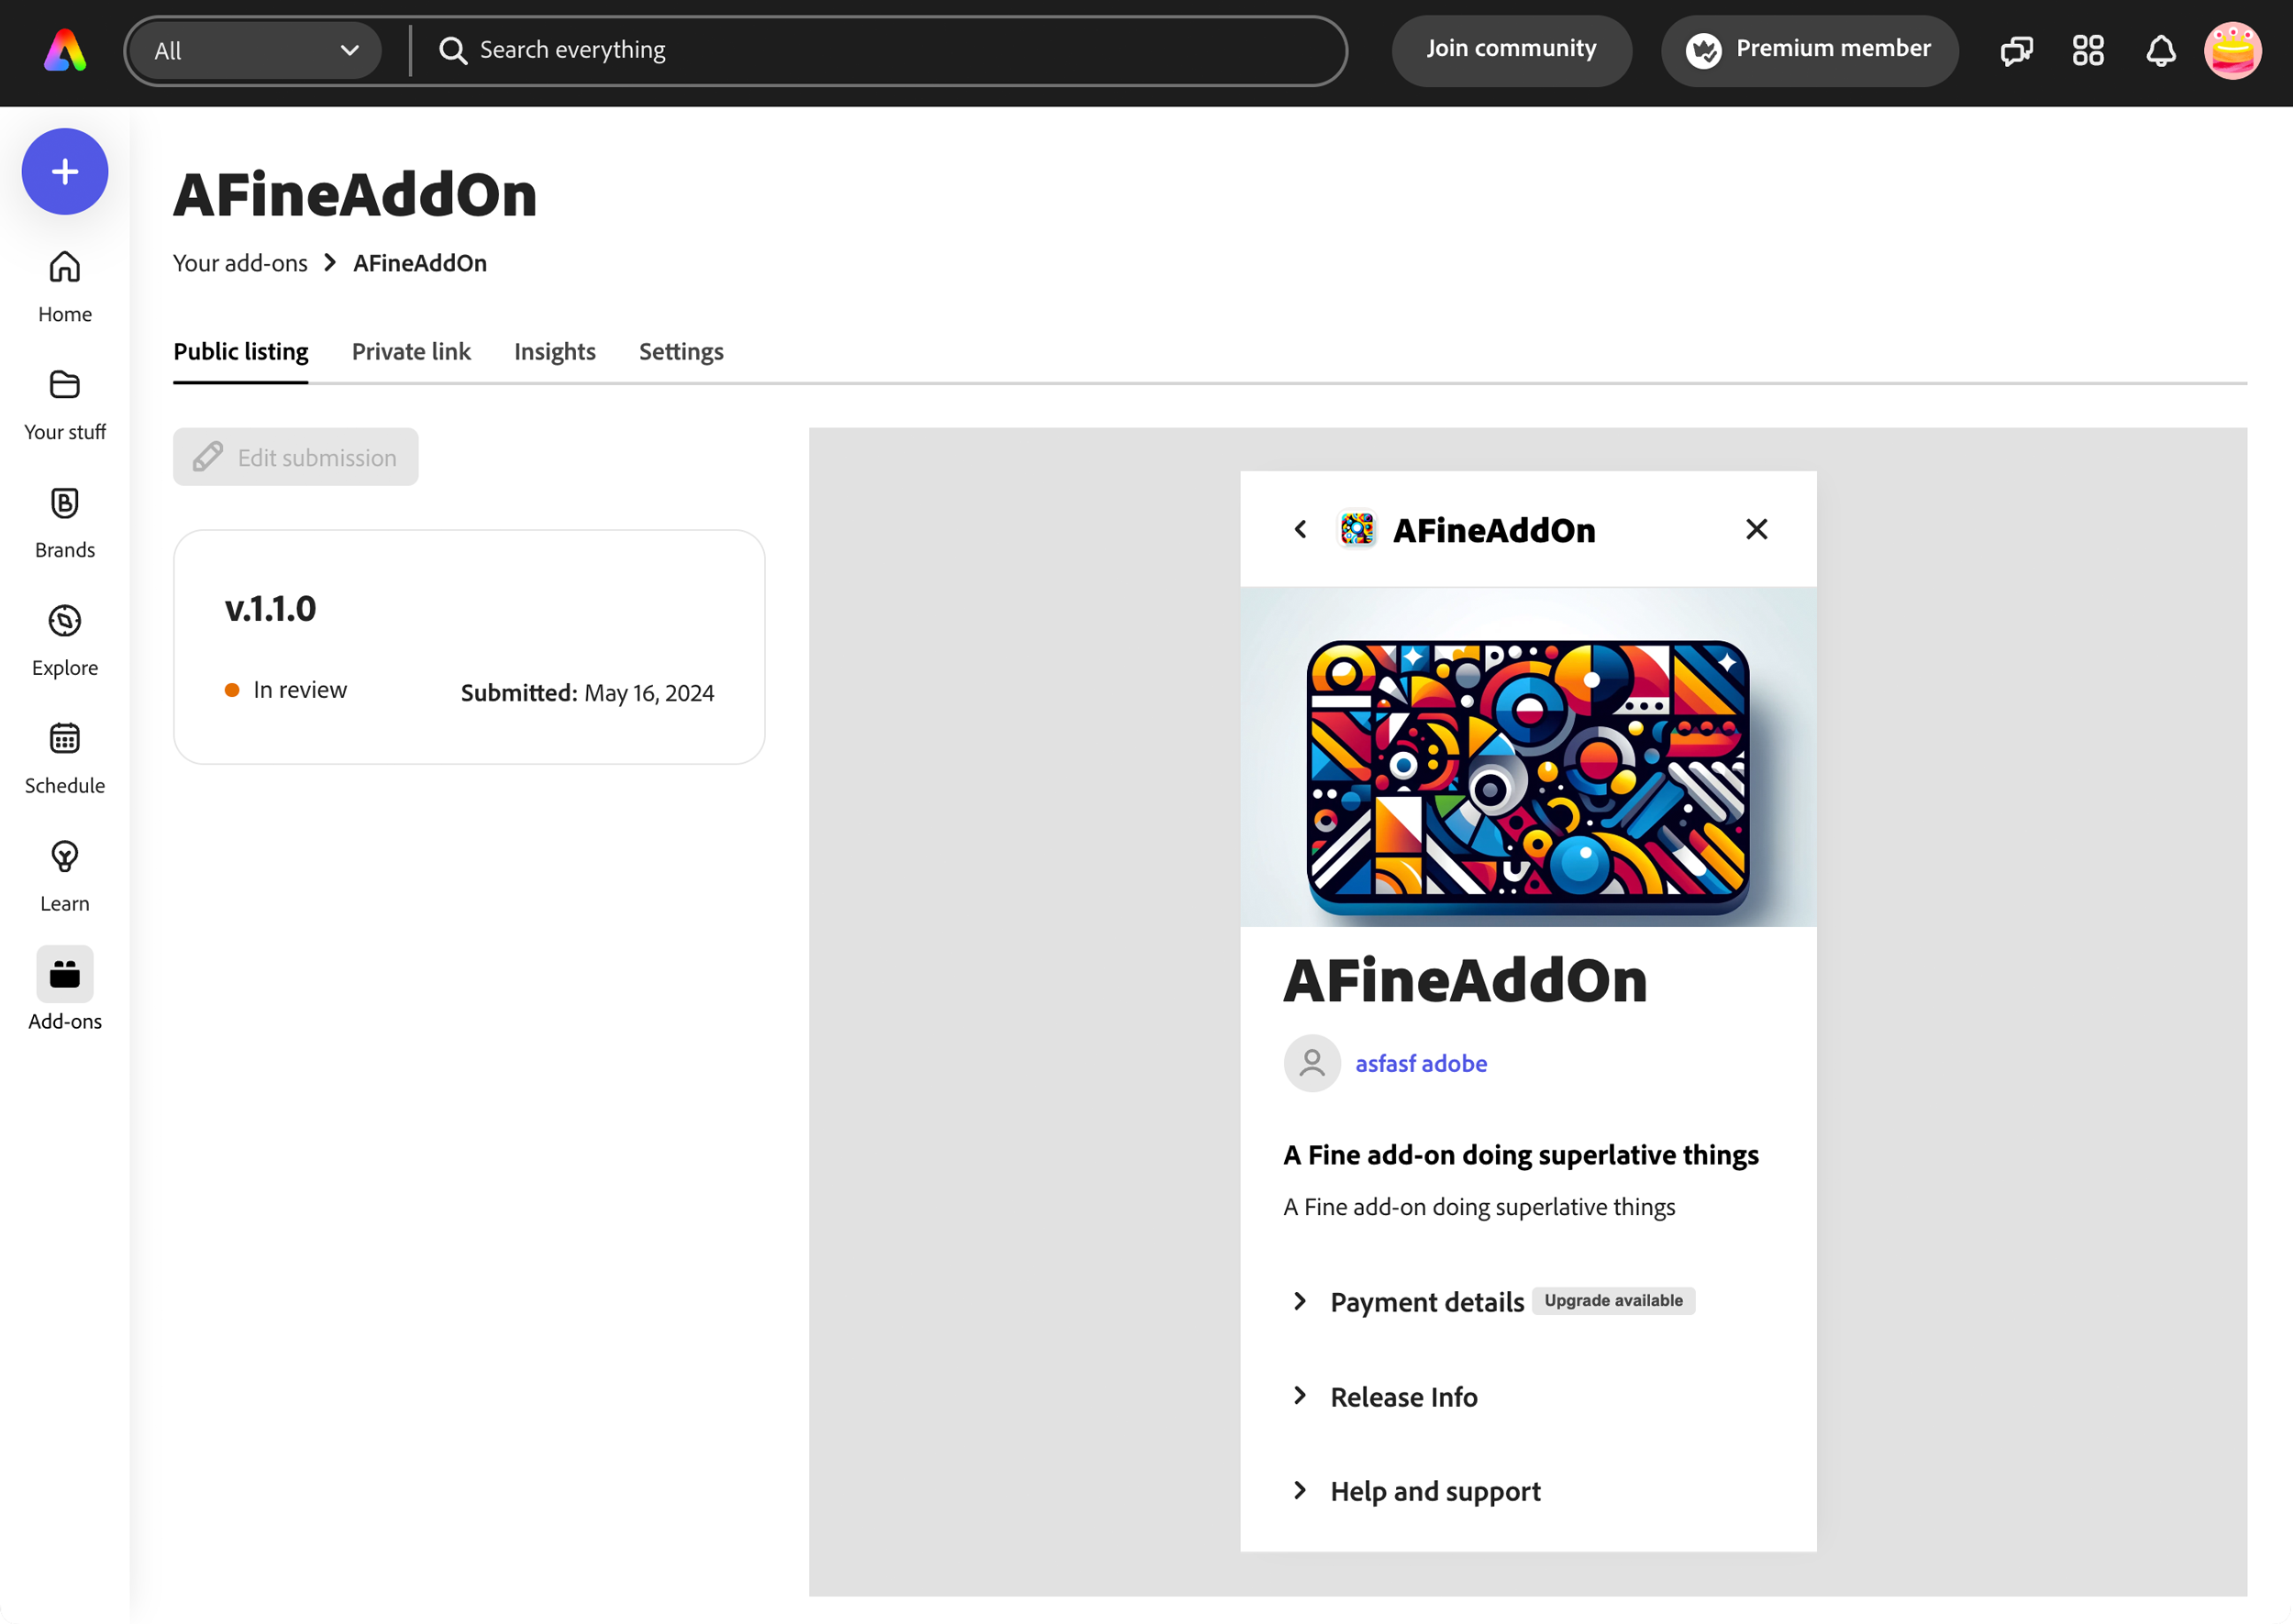 All
Search everything
Join community
Premium member
Home
Your stuff
Brands
Explore
Schedule
Learn
Add-ons
AFineAddOn
Your add-ons > AFineAddOn
Public listing Private link Insights Settings
Edit submission
v.1.1.0
In review Submitted: May 16, 2024
AFineAddOn
AFineAddOn
asfasf adobe
A Fine add-on doing superlative things
A Fine add-on doing superlative things
Payment details Upgrade available
Release Info
Help and support